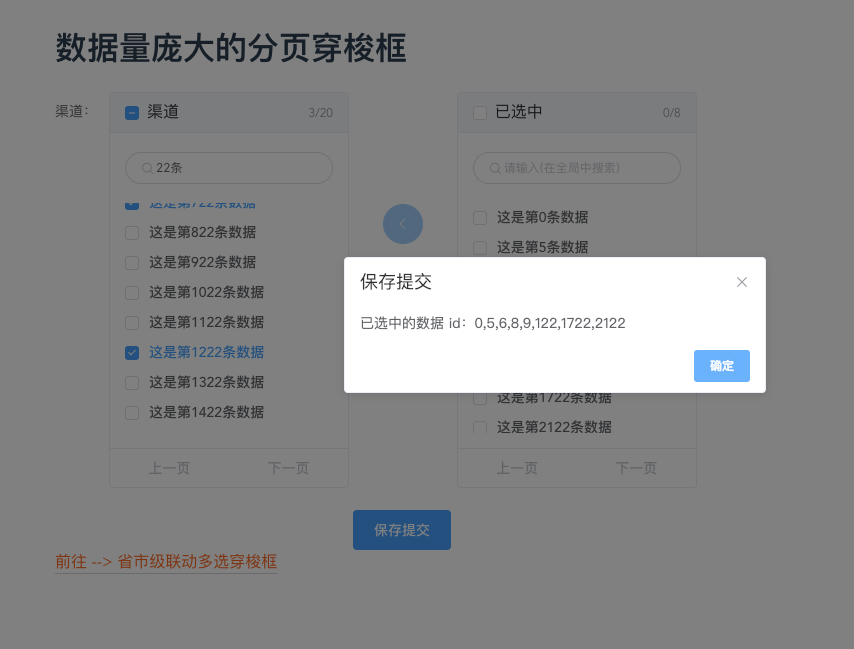 数据量庞大的分页穿梭框
渠道：
渠道
3/20
22条
这是第722条数据
这是第822条数据
这是第922条数据
这是第1022条数据
这是第1122条数据
这是第1222条数据
这是第1322条数据
这是第1422条数据
上一页
下一页
已选中
0/8
请输入(在全局中搜索)
这是第0条数据
这是第5条数据
保存提交
已选中的数据 id：0,5,6,8,9,122,1722,2122
确定
这是第1722条数据
这是第2122条数据
上一页
下一页
保存提交
前往 --> 省市级联动多选穿梭框